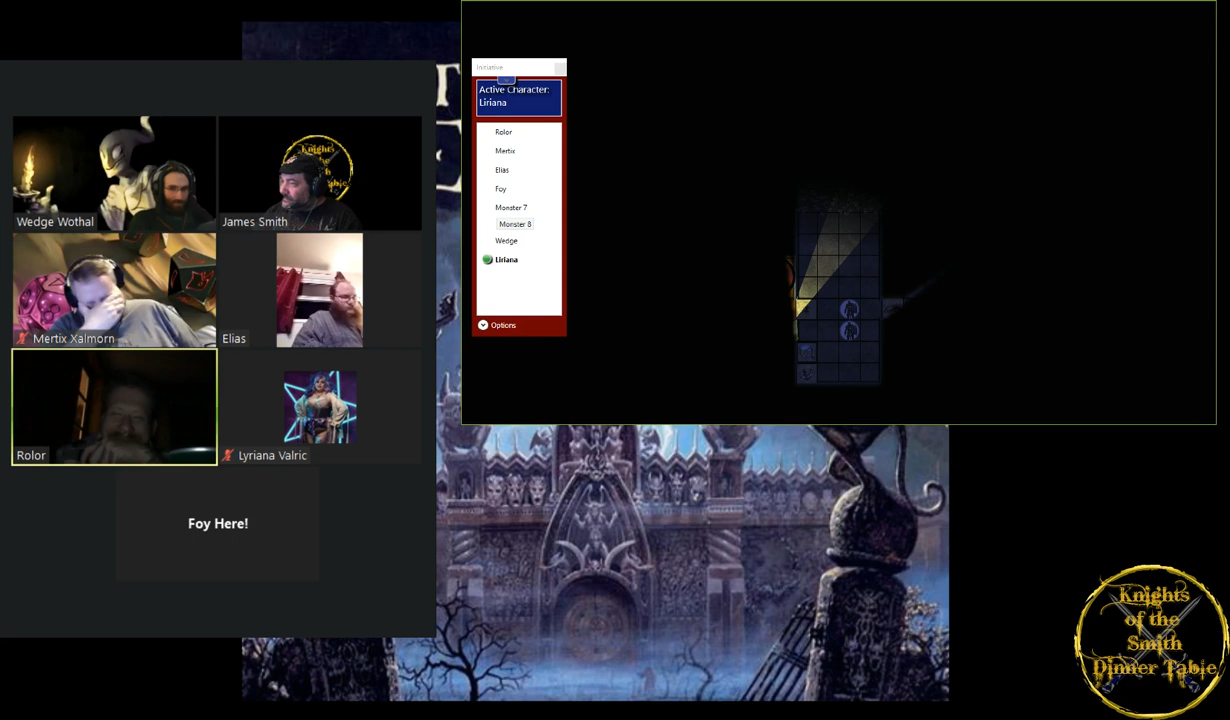 Wedge Wothal
James Smith
Mertix Xalmorn
Elias
Rolor
Lyriana Valric
Foy Here!
Initiative
Active Character:
Liriana
Rolor
Mertix
Elias
Foy
Monster 7
Monster 8
Wedge
Liriana
Options
Knights
of the
Smith
Dinner Table